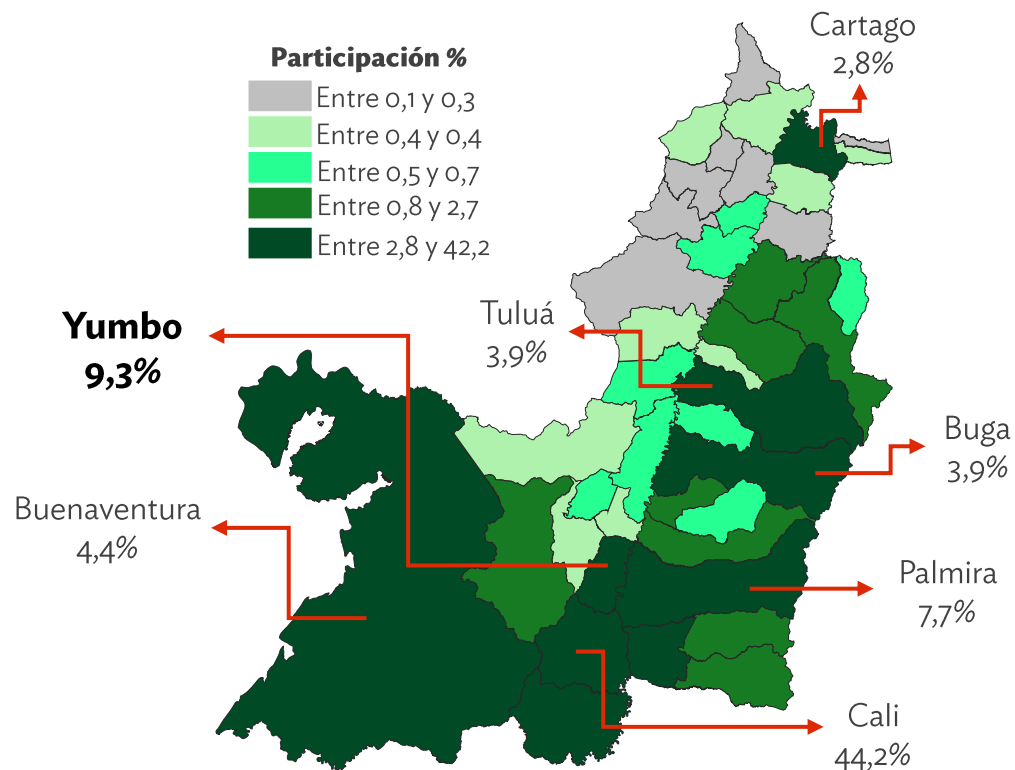 Cartago
2,8%
Participación %
Entre 0,1 y 0,3
Entre 0,4 y 0,4
Entre 0,5 y 0,7
Entre 0,8 y 2,7
Entre 2,8 y 42,2
Yumbo
9,3%
Tuluá
3,9%
Buga
3,9%
Buenaventura
4,4%
Palmira
7,7%
Cali
44,2%